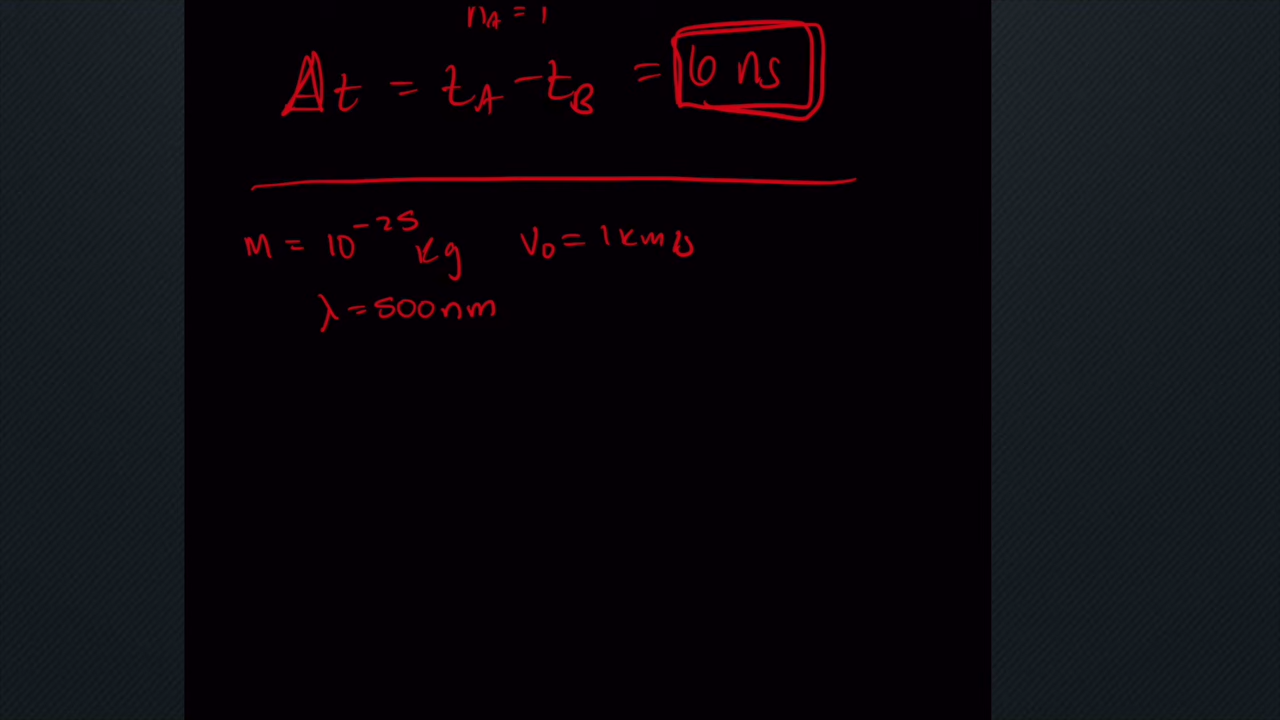 n_A = 1
Δt = t_A - t_B = 6 ns
M = 10^-25 kg V_0 = 1 km
λ = 500 nm